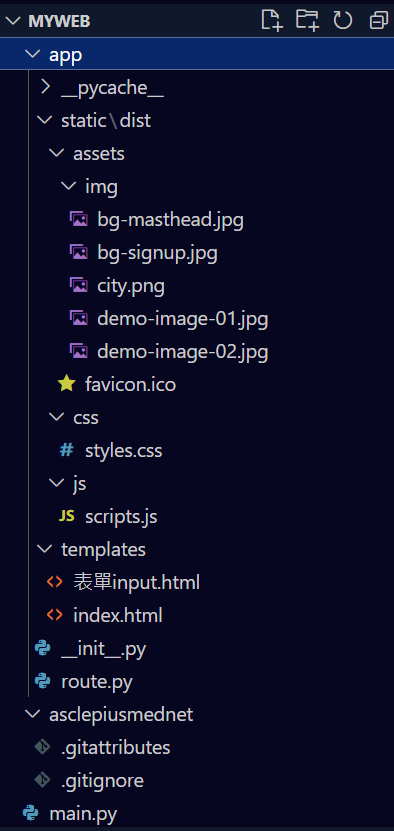 MYWEB
app
__pycache__
static\dist
assets
img
bg-masthead.jpg
bg-signup.jpg
city.png
demo-image-01.jpg
demo-image-02.jpg
favicon.ico
css
# styles.css
js
JS scripts.js
templates
<> 表單input.html
<> index.html
__init__.py
route.py
asclepiusmednet
.gitattributes
.gitignore
main.py